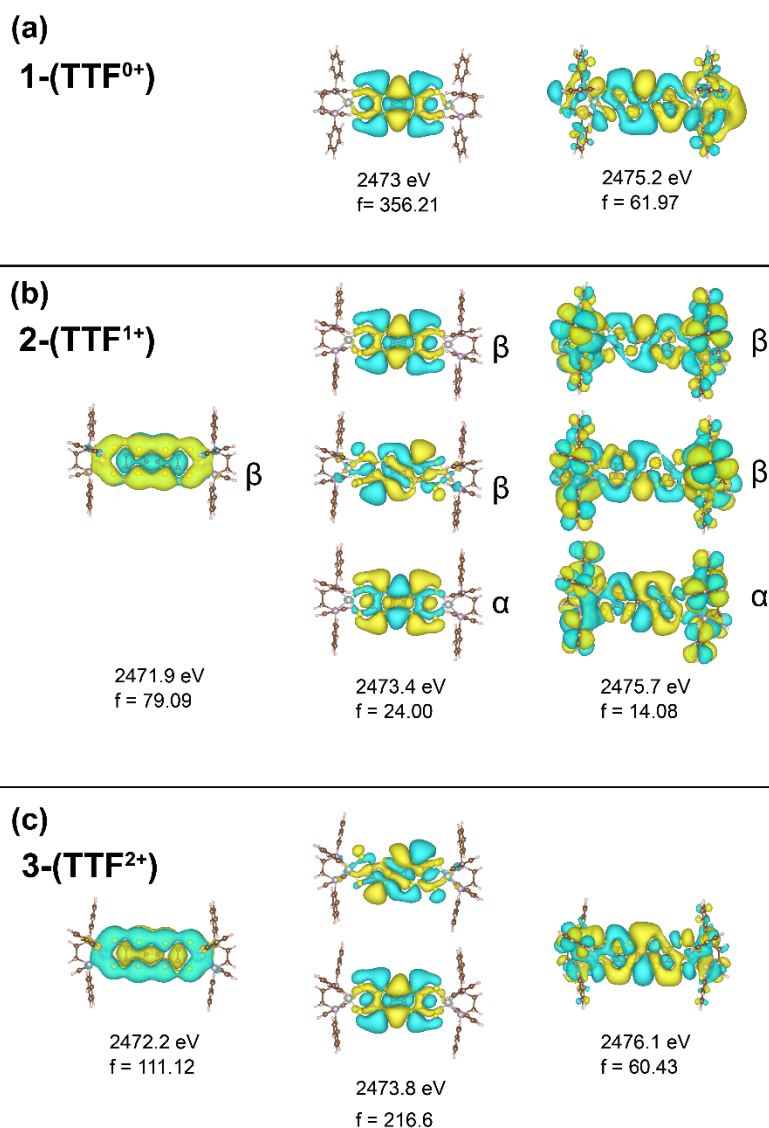 (a)
1-(TTF⁰⁺)
2473 eV
f= 356.21
2475.2 eV
f = 61.97
(b)
2-(TTF¹⁺)
β
β
β
β
β
α
α
2471.9 eV
f = 79.09
2473.4 eV
f = 24.00
2475.7 eV
f = 14.08
(c)
3-(TTF²⁺)
2472.2 eV
f = 111.12
2473.8 eV
f = 216.6
2476.1 eV
f = 60.43